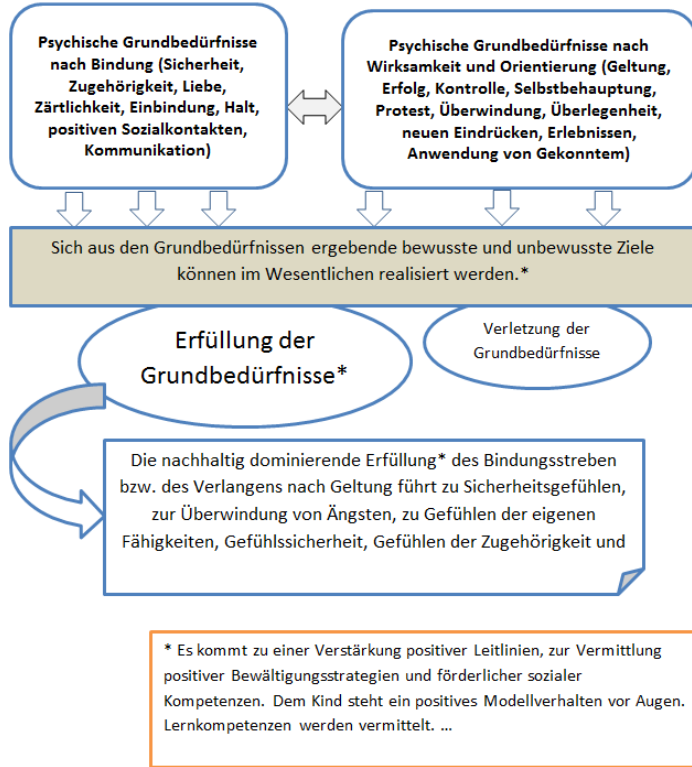 Psychische Grundbedürfnisse
nach Bindung (Sicherheit,
Zugehörigkeit, Liebe,
Zärtlichkeit, Einbindung, Halt,
positiven Sozialkontakten,
Kommunikation)
Psychische Grundbedürfnisse nach
Wirksamkeit und Orientierung (Geltung,
Erfolg, Kontrolle, Selbstbehauptung,
Protest, Überwindung, Überlegenheit,
neuen Eindrücken, Erlebnissen,
Anwendung von Gekonntem)
Sich aus den Grundbedürfnissen ergebende bewusste und unbewusste Ziele
können im Wesentlichen realisiert werden.*
Erfüllung der
Grundbedürfnisse*
Verletzung der
Grundbedürfnisse
Die nachhaltig dominierende Erfüllung* des Bindungsstreben
bzw. des Verlangens nach Geltung führt zu Sicherheitsgefühlen,
zur Überwindung von Ängsten, zu Gefühlen der eigenen
Fähigkeiten, Gefühlssicherheit, Gefühlen der Zugehörigkeit und
* Es kommt zu einer Verstärkung positiver Leitlinien, zur Vermittlung
positiver Bewältigungsstrategien und förderlicher sozialer
Kompetenzen. Dem Kind steht ein positives Modellverhalten vor Augen.
Lernkompetenzen werden vermittelt. ...